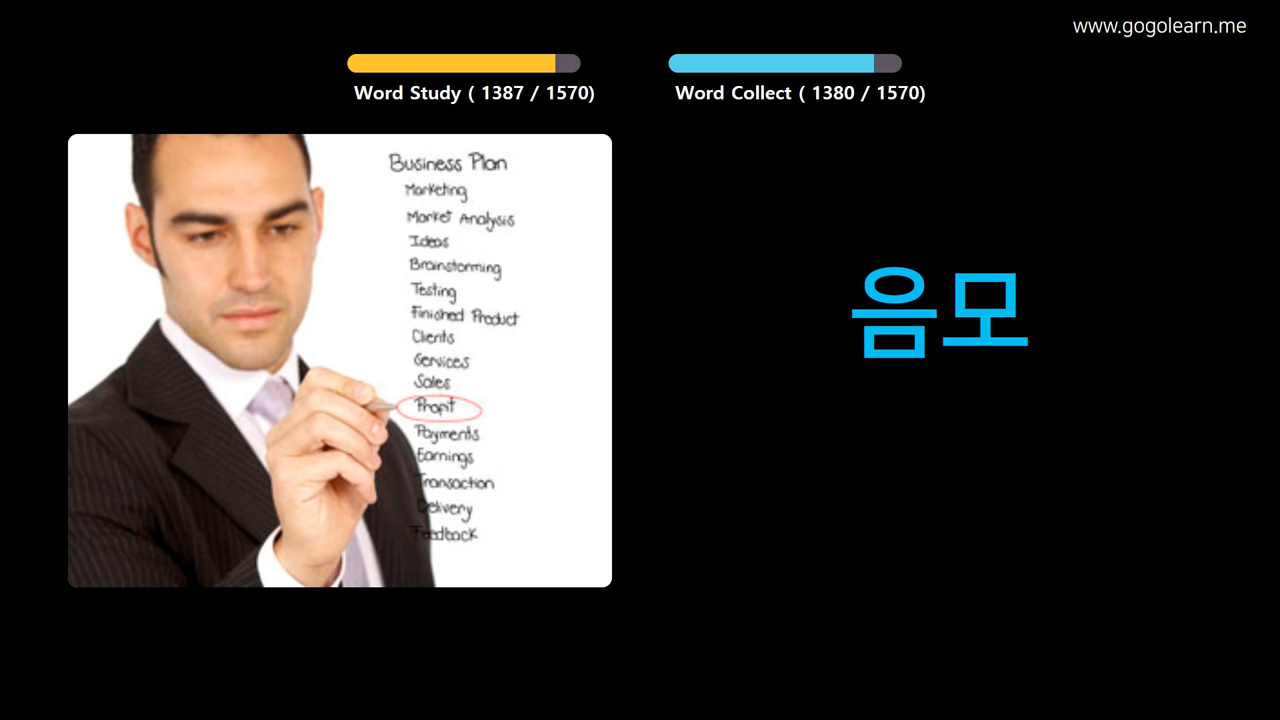 www.gogolearn.me
Word Study ( 1387 / 1570)
Word Collect ( 1380 / 1570)
Business Plan
Marketing
Market Analysis
Ideas
Brainstorming
Testing
Finished Product
Clients
Services
Sales
Profit
Payments
Earnings
Transaction
Delivery
Feedback
음모